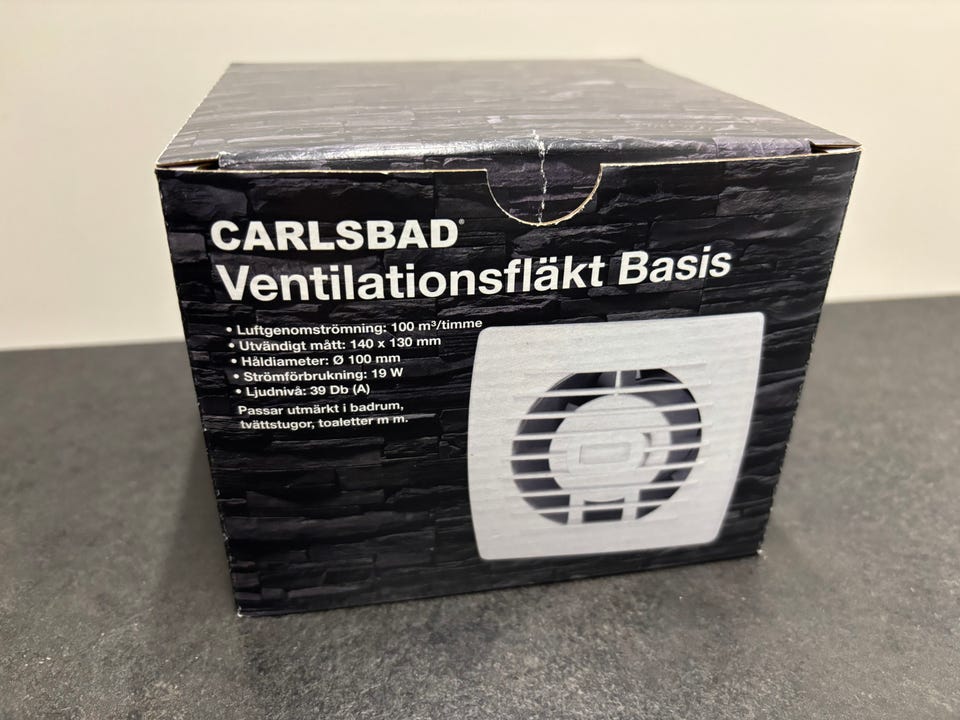 CARLSBAD®
Ventilationsfläkt Basis
• Luftgenomströmning: 100 m³/timme
• Utvändigt mått: 140 x 130 mm
• Håldiameter: Ø 100 mm
• Strömförbrukning: 19 W
• Ljudnivå: 39 Db (A)
Passar utmärkt i badrum,
tvättstugor, toaletter m m.